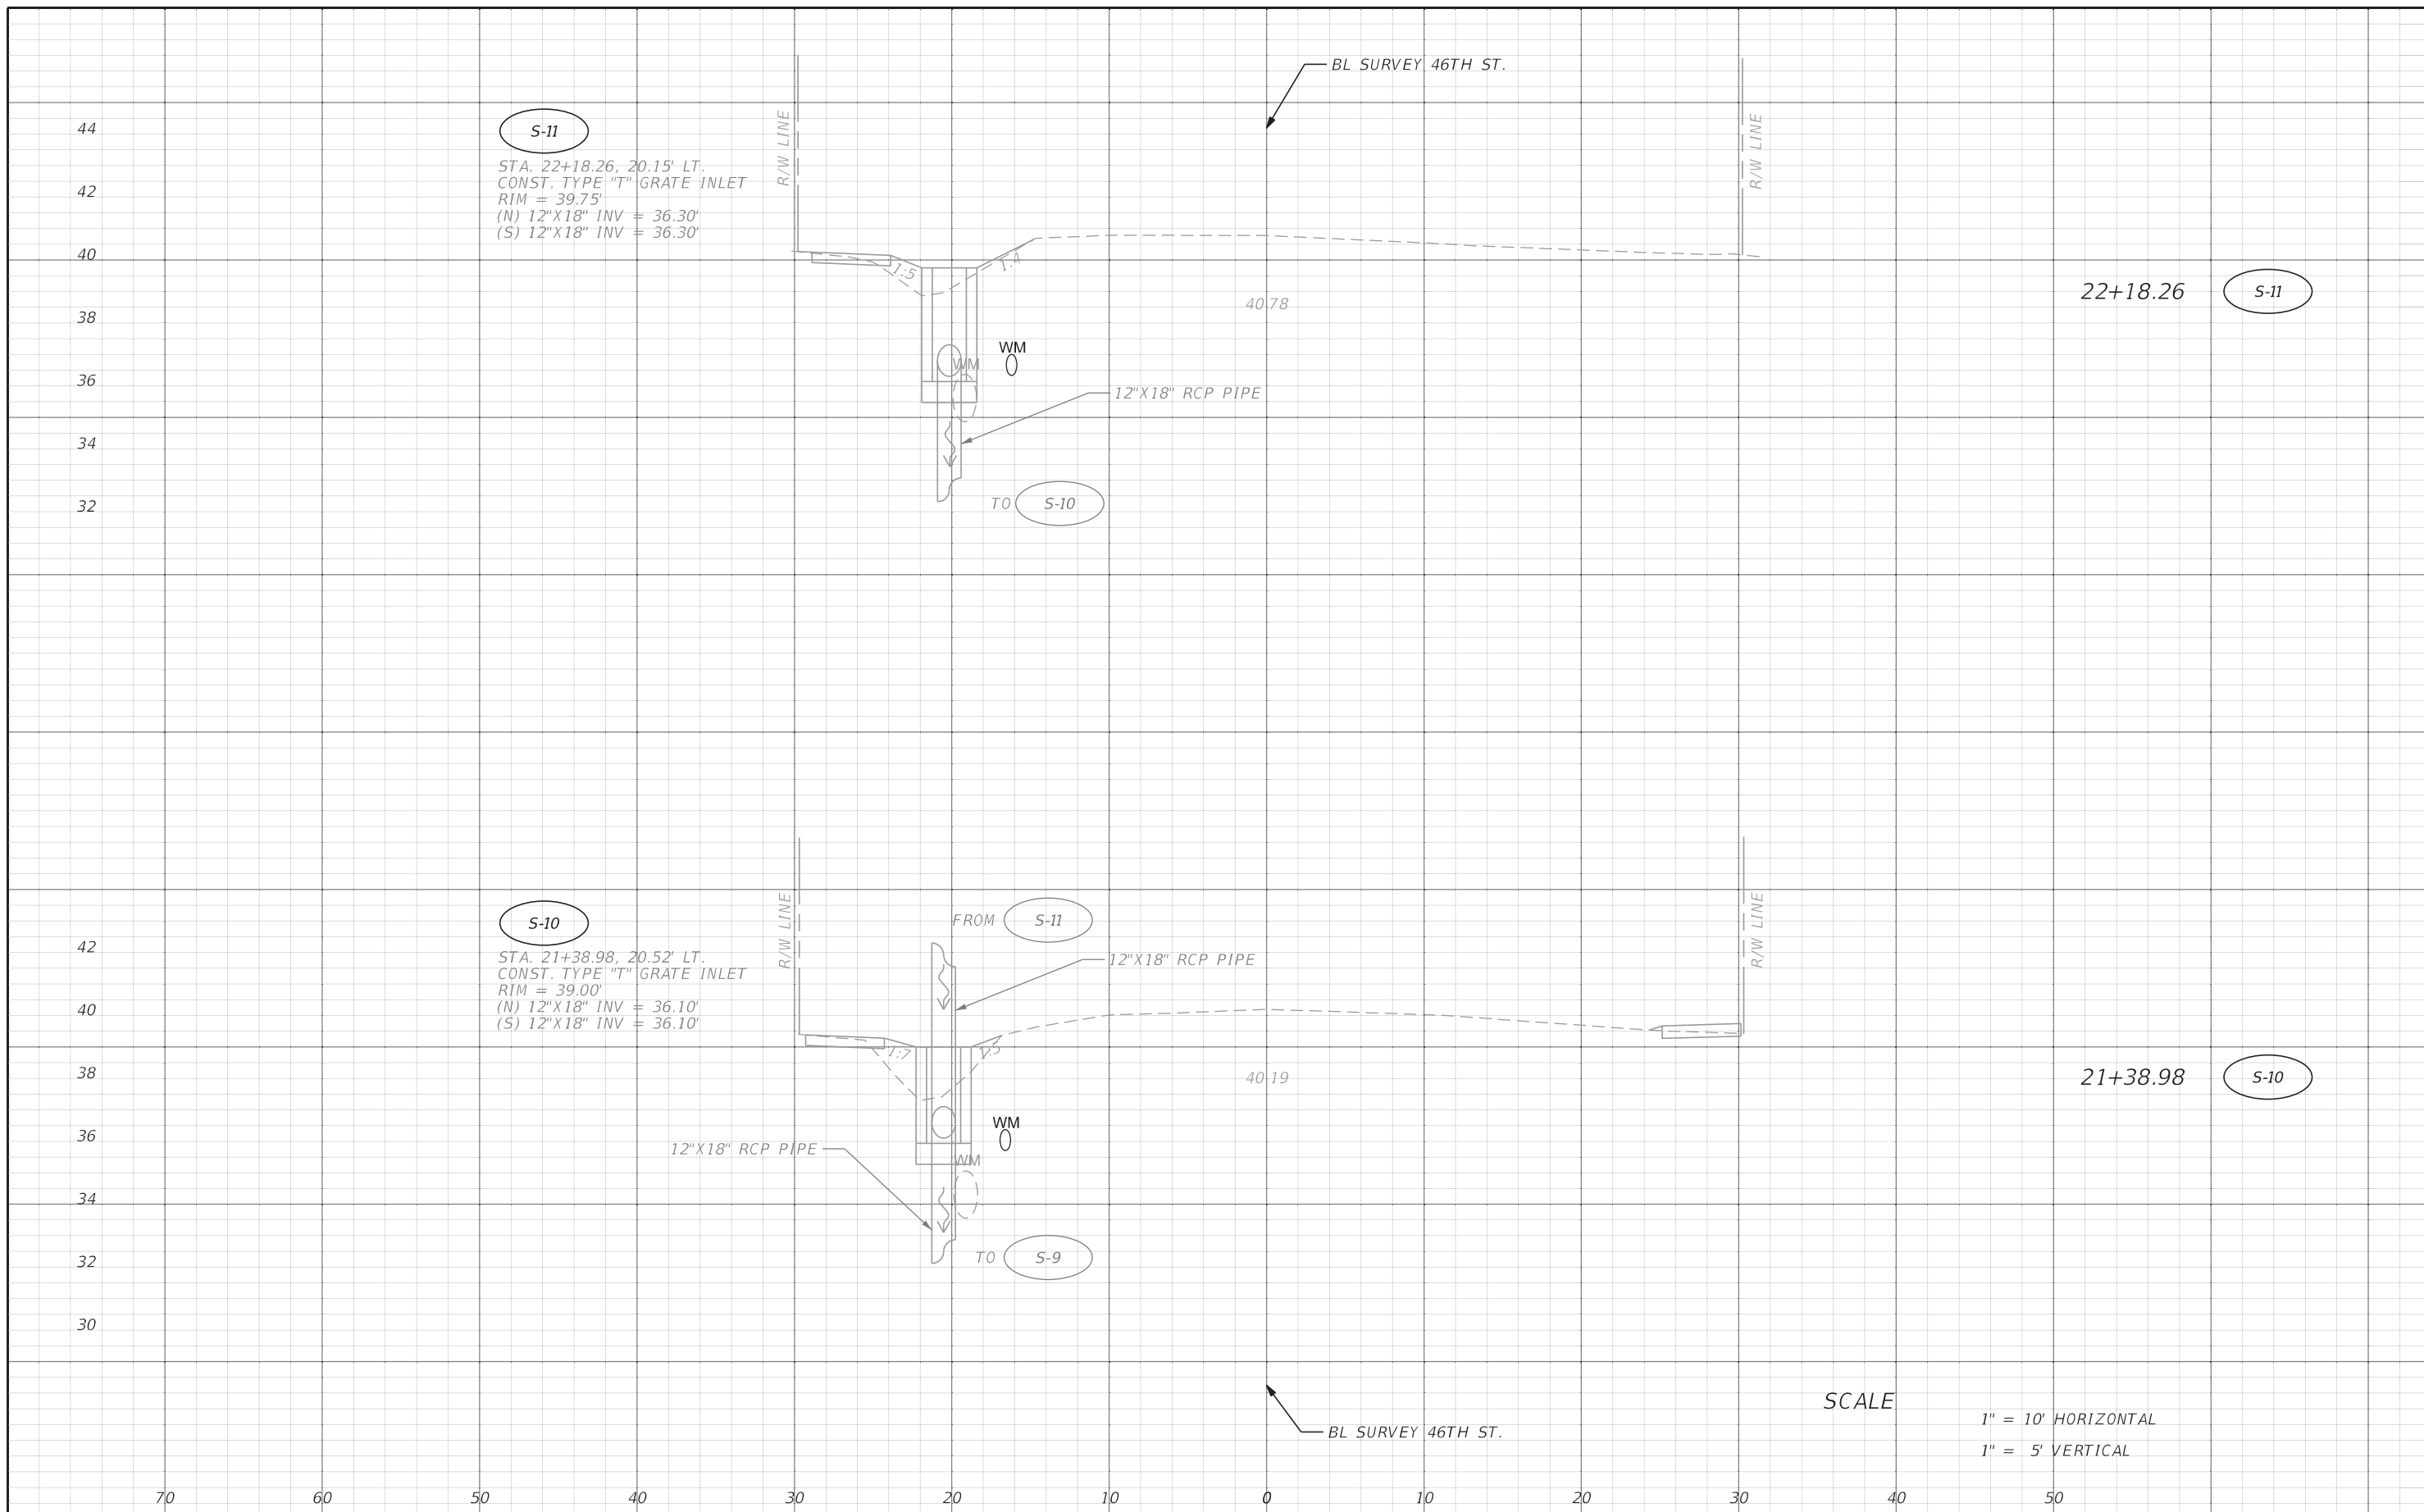 BL SURVEY 46TH ST.
44
S-11
R/W LINE
R/W LINE
STA. 22+18.26, 20.15' LT.
CONST. TYPE "T" GRATE INLET
RIM = 39.75'
(N) 12"X18" INV = 36.30'
(S) 12"X18" INV = 36.30'
42
40
1:5
1:4
38
40.78
22+18.26
S-11
WM
WM
36
12"X18" RCP PIPE
34
32
TO
S-10
S-10
R/W LINE
FROM
S-11
R/W LINE
42
STA. 21+38.98, 20.52' LT.
CONST. TYPE "T" GRATE INLET
RIM = 39.00'
(N) 12"X18" INV = 36.10'
(S) 12"X18" INV = 36.10'
12"X18" RCP PIPE
40
1:7
1:5
38
40.19
21+38.98
S-10
WM
36
12"X18" RCP PIPE
WM
34
32
TO
S-9
30
SCALE
1" = 10' HORIZONTAL
1" = 5' VERTICAL
BL SURVEY 46TH ST.
70 60 50 40 30 20 10 0 10 20 30 40 50